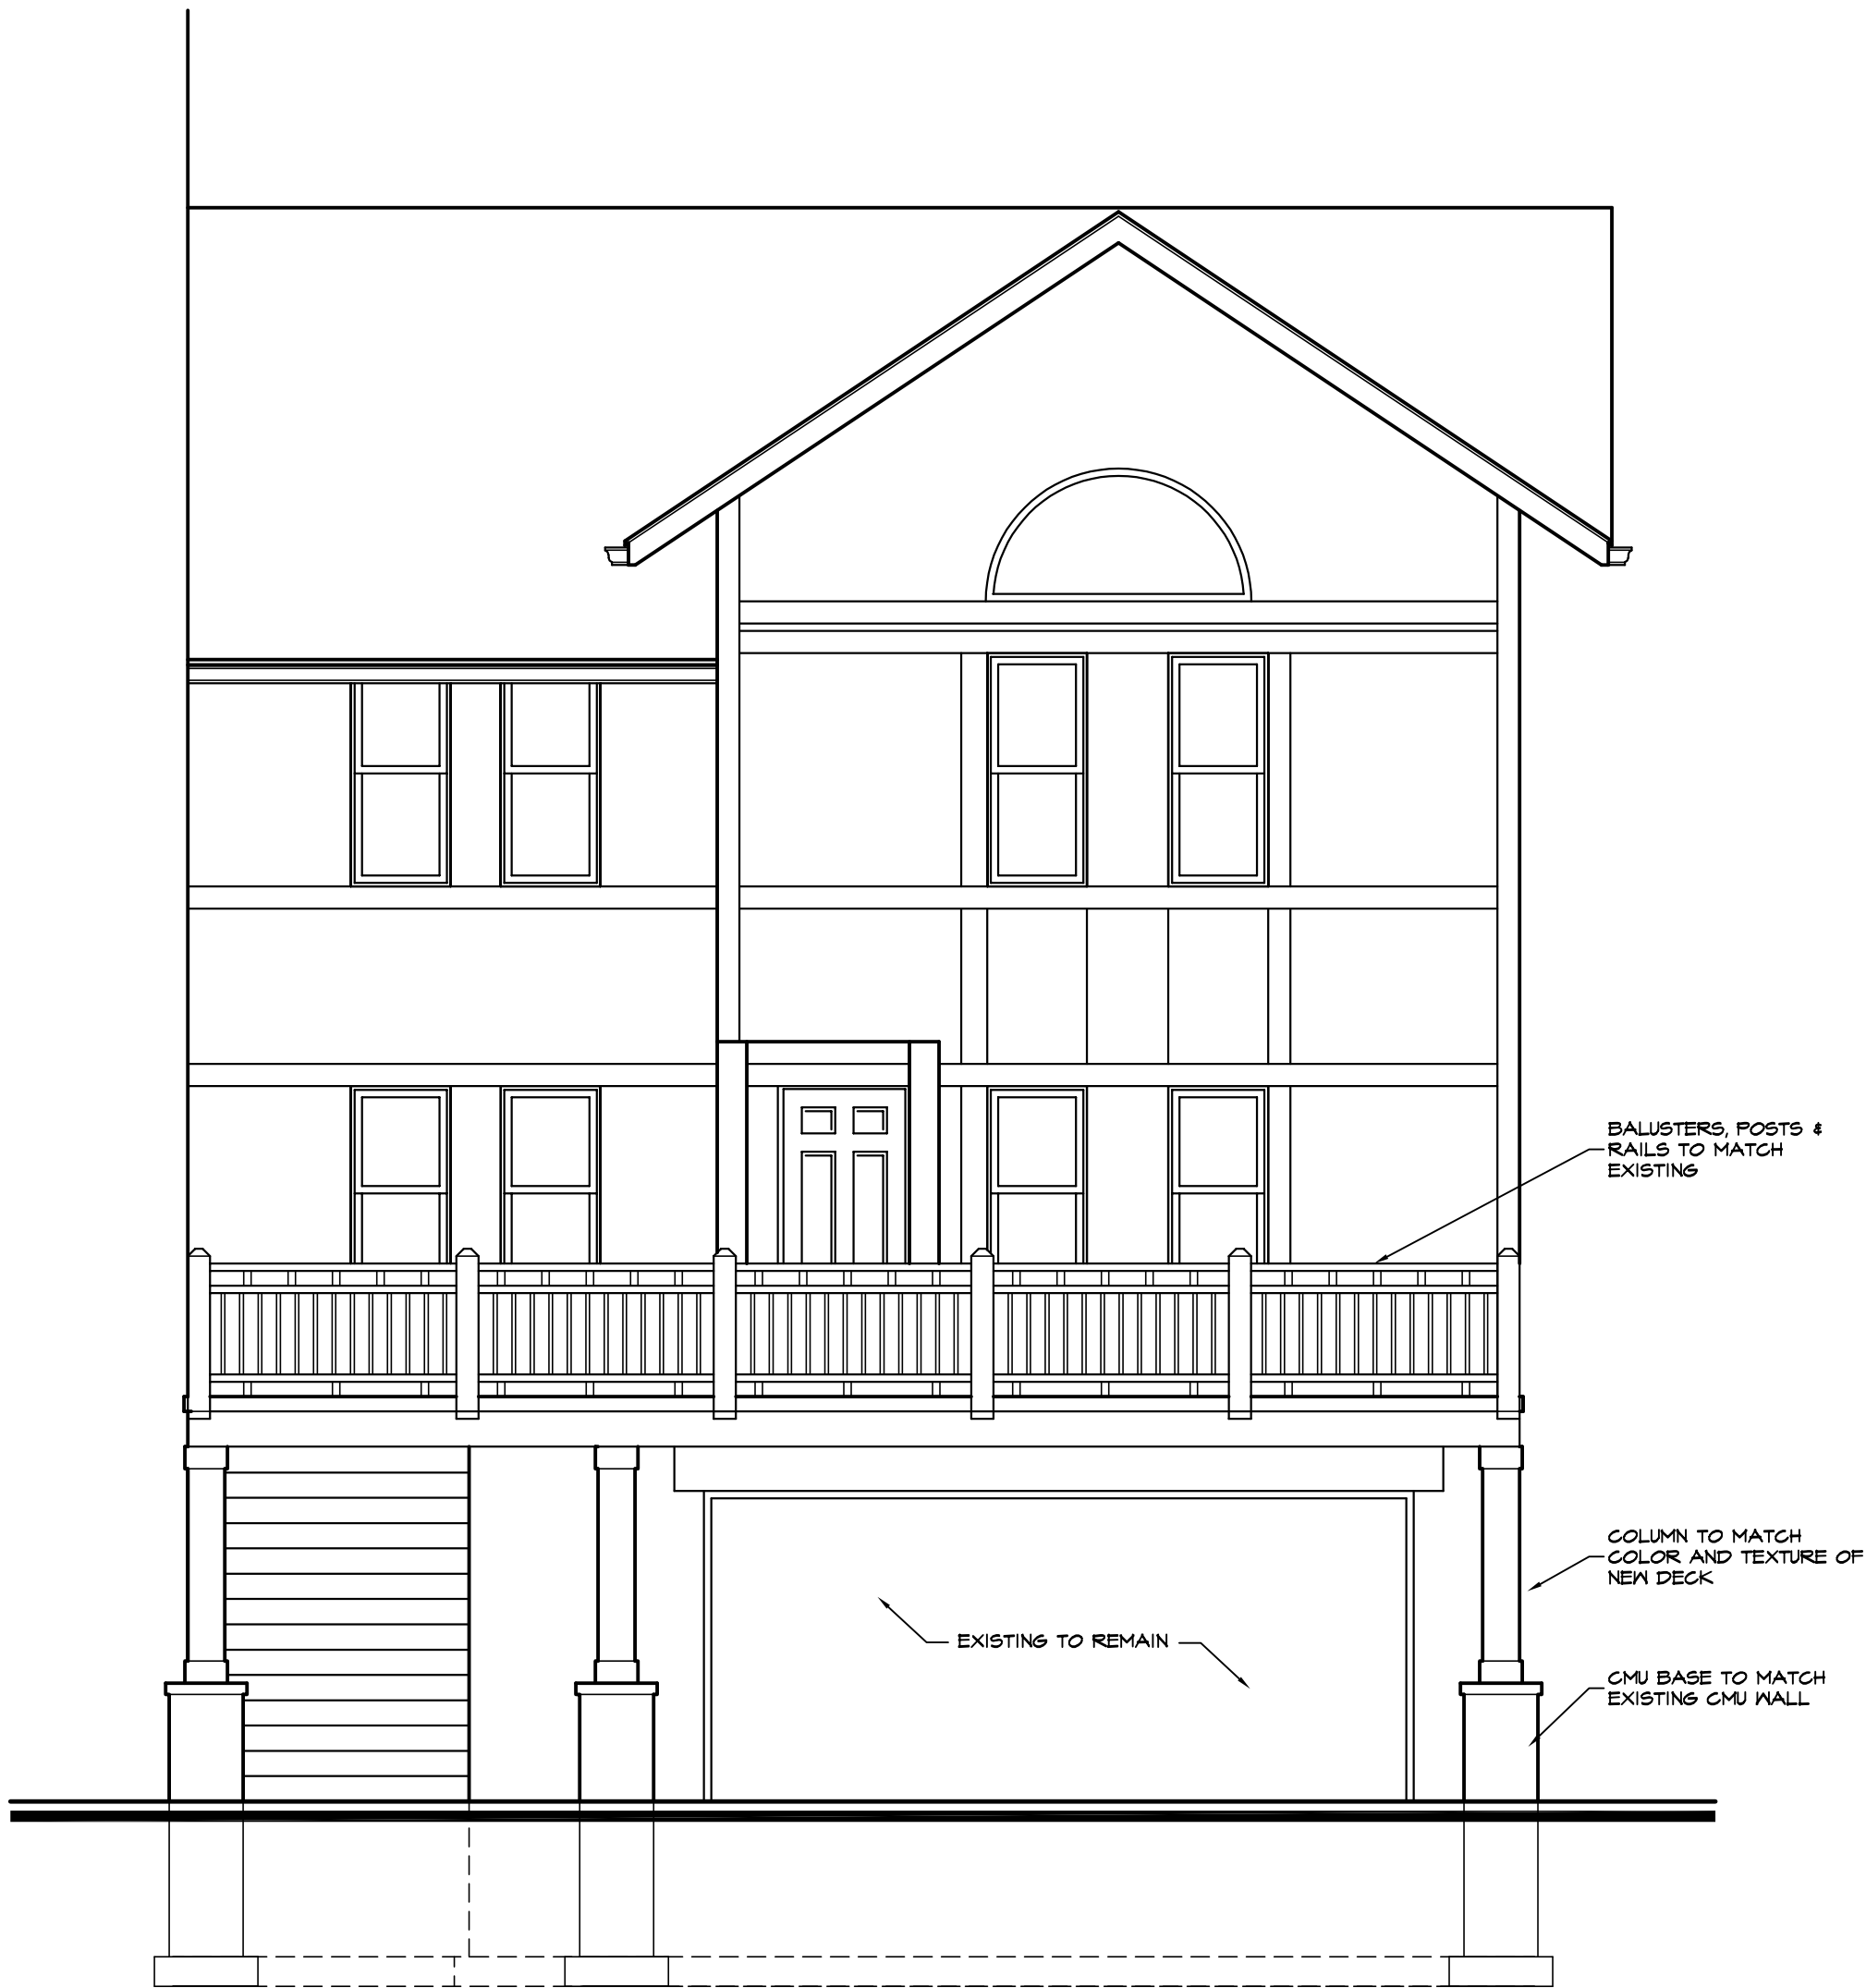 BALUSTERS, POSTS &
RAILS TO MATCH
EXISTING
COLUMN TO MATCH
COLOR AND TEXTURE OF
NEW DECK
EXISTING TO REMAIN
CMU BASE TO MATCH
EXISTING CMU WALL